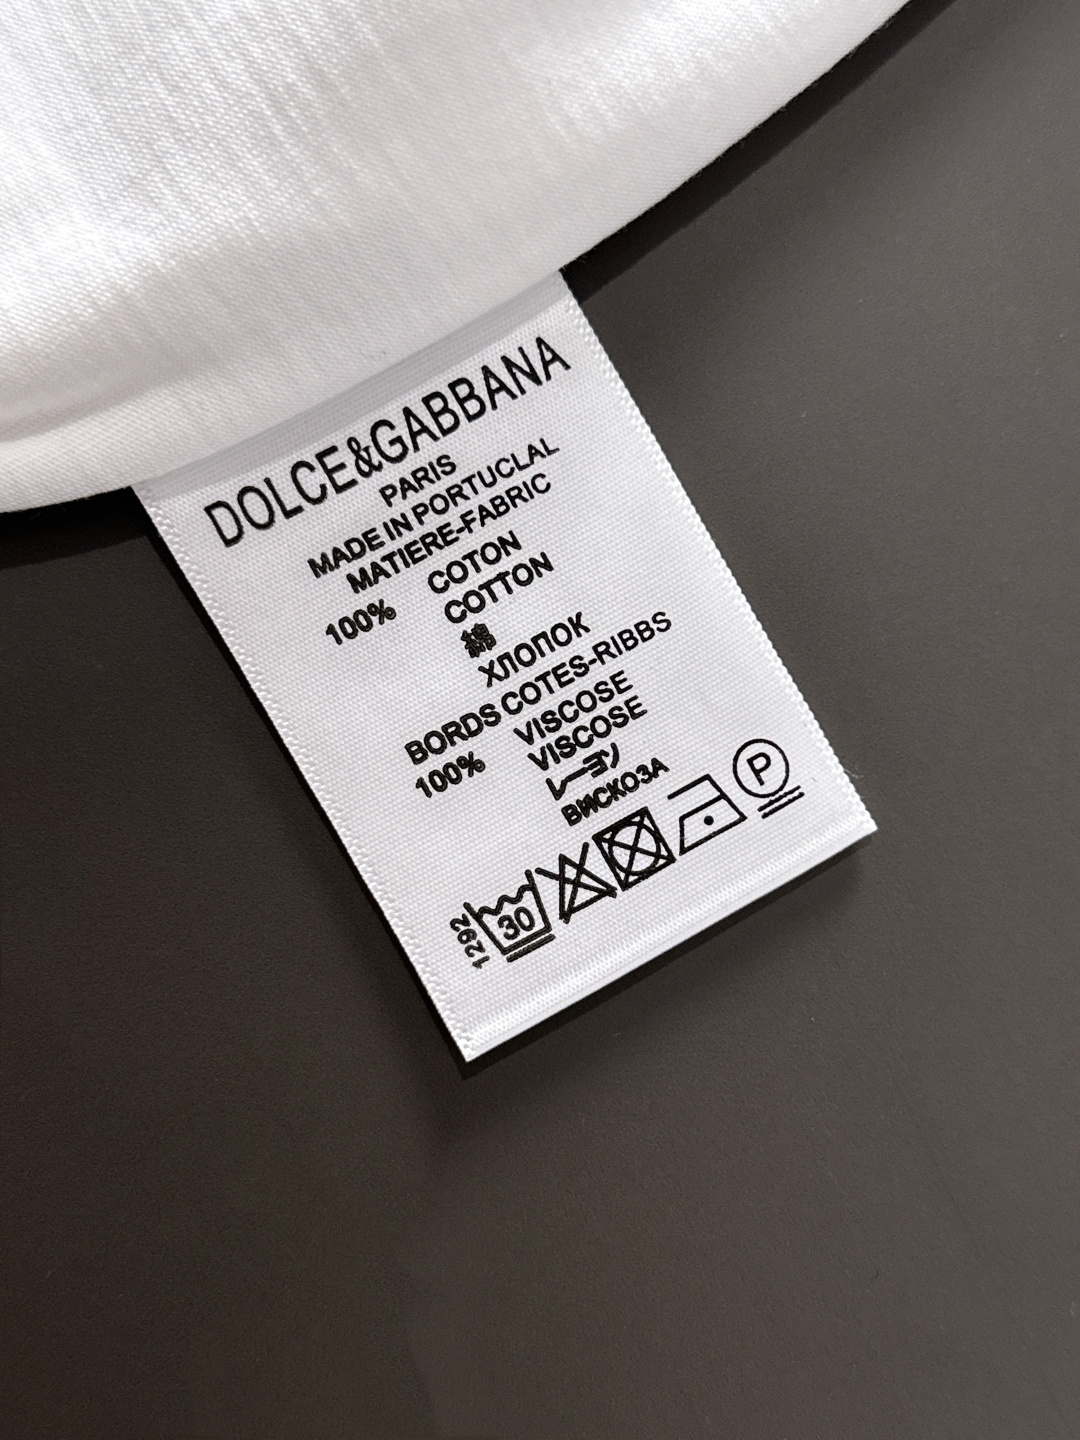 DOLCE&GABBANA
PARIS
MADE IN PORTUCLAL
MATIERE-FABRIC
100% COTON
COTTON
綿
ХЛОПОК
BORDS COTES-RIBBS
100% VISCOSE
VISCOSE
レーヨン
ВИСКОЗА
1292 30 P